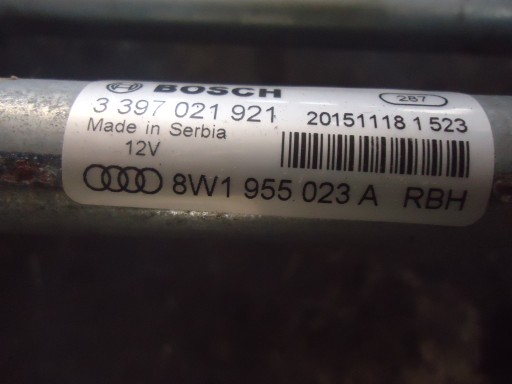 BOSCH 287
3 397 021 921 20151118 1 523
Made in Serbia
12V
8W1 955 023 A RBH